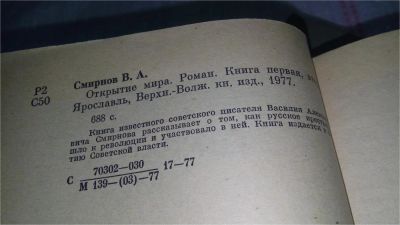 Р2
С50
Смирнов В. А.
Открытие мира. Роман. Книга первая,
Ярославль, Верхн.-Волж. кн. изд., 1977.
688 с.
Книга известного советского писателя Василия
вича Смирнова рассказывает о том, как русское
шло к революции и участвовало в ней. Книга издается к
тию Советской власти.
С 70302—030 17—77
М 139—(03)—77